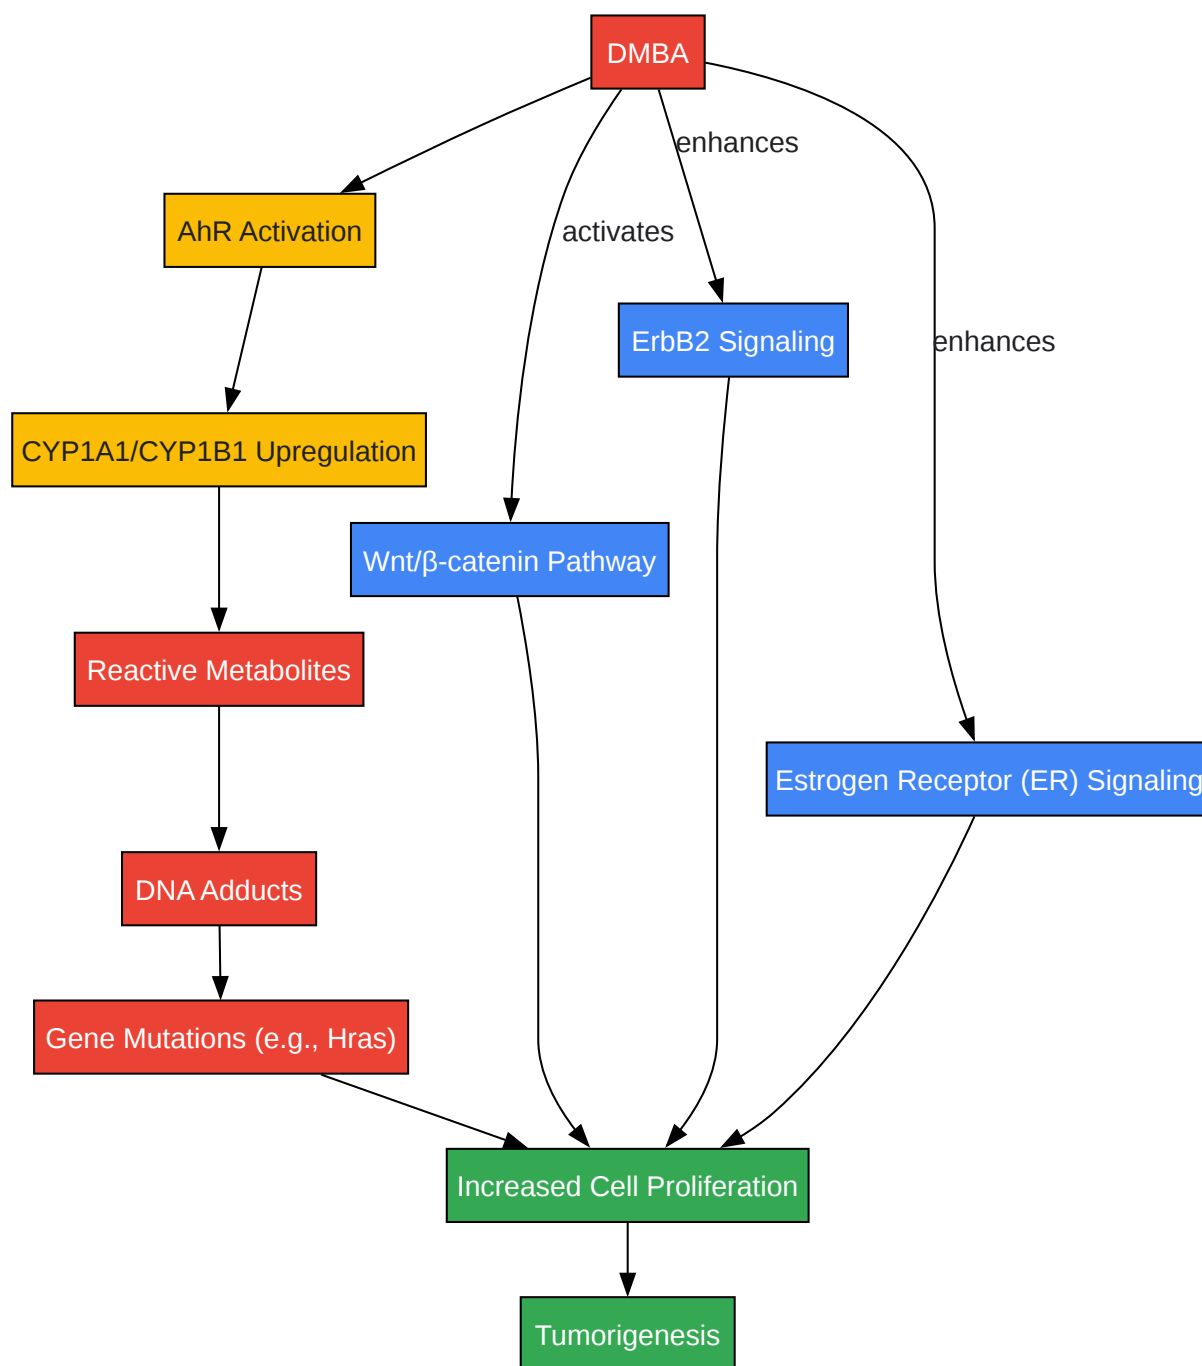 DMBA
enhances
AhR Activation
activates
ErbB2 Signaling
enhances
CYP1A1/CYP1B1 Upregulation
Wnt/β-catenin Pathway
Reactive Metabolites
Estrogen Receptor (ER) Signaling
DNA Adducts
Gene Mutations (e.g., Hras)
Increased Cell Proliferation
Tumorigenesis